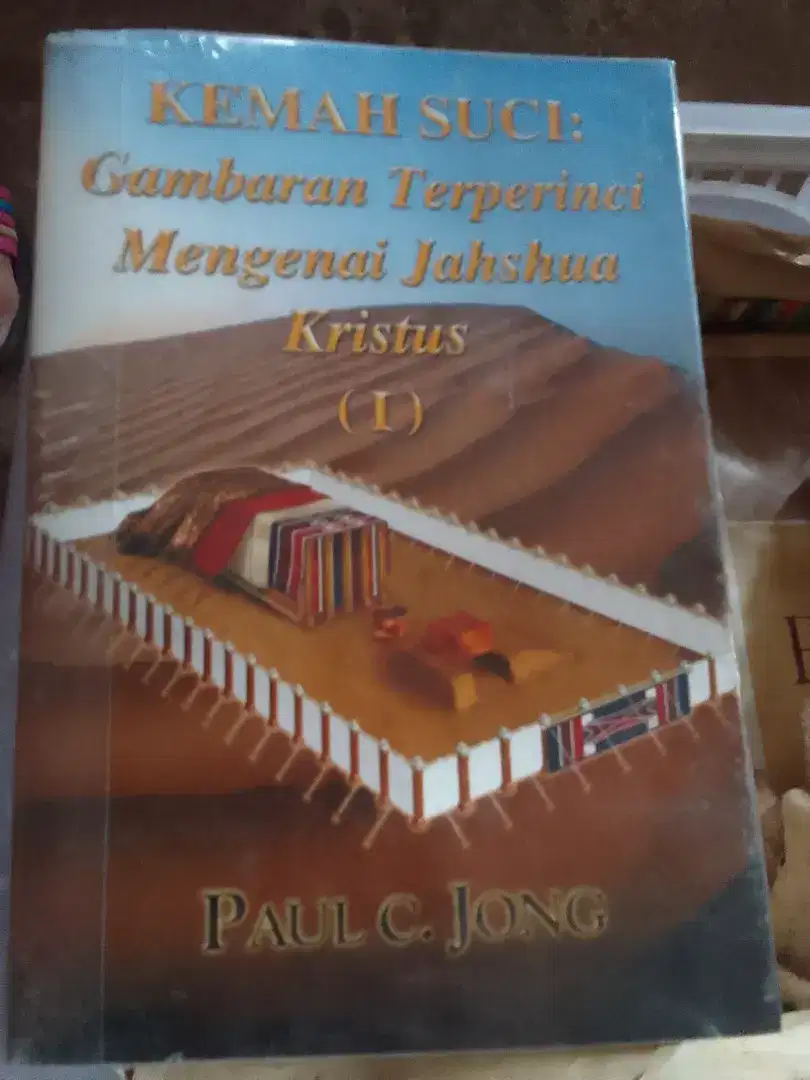 KEMAH SUCI:
Gambaran Terperinci
Mengenai Jahshua
Kristus
( I )
PAUL C. JONG